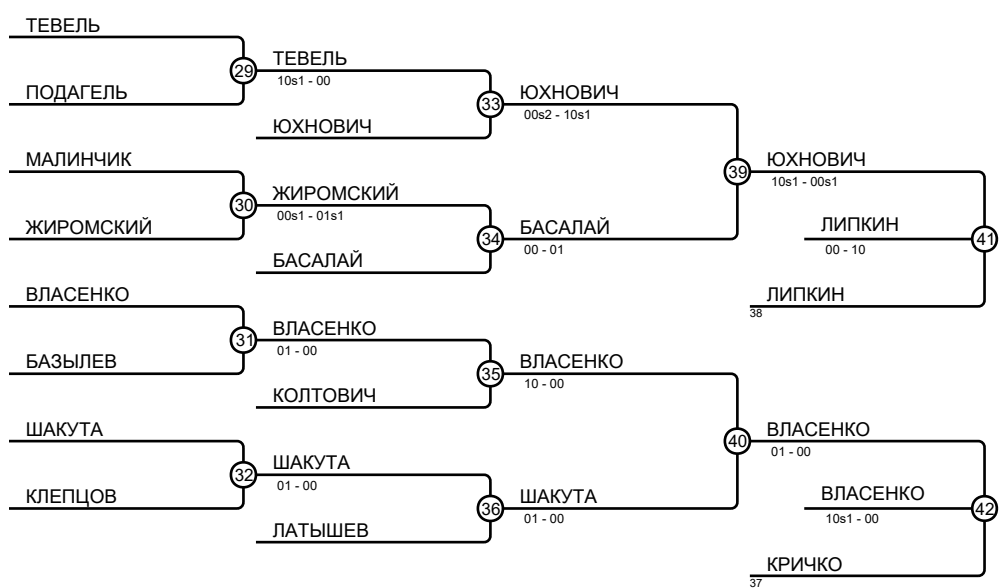 ТЕВЕЛЬ
29
ПОДАГЕЛЬ
ТЕВЕЛЬ
10s1 - 00
33
ЮХНОВИЧ
ЮХНОВИЧ
00s2 - 10s1
МАЛИНЧИК
30
ЖИРОМСКИЙ
ЖИРОМСКИЙ
00s1 - 01s1
34
БАСАЛАЙ
БАСАЛАЙ
00 - 01
39
ЮХНОВИЧ
10s1 - 00s1
ЛИПКИН
00 - 10
41
ЛИПКИН
38
ВЛАСЕНКО
31
БАЗЫЛЕВ
ВЛАСЕНКО
01 - 00
35
КОЛТОВИЧ
ВЛАСЕНКО
10 - 00
ШАКУТА
32
КЛЕПЦОВ
ШАКУТА
01 - 00
36
ЛАТЫШЕВ
ШАКУТА
01 - 00
40
ВЛАСЕНКО
01 - 00
ВЛАСЕНКО
10s1 - 00
42
КРИЧКО
37